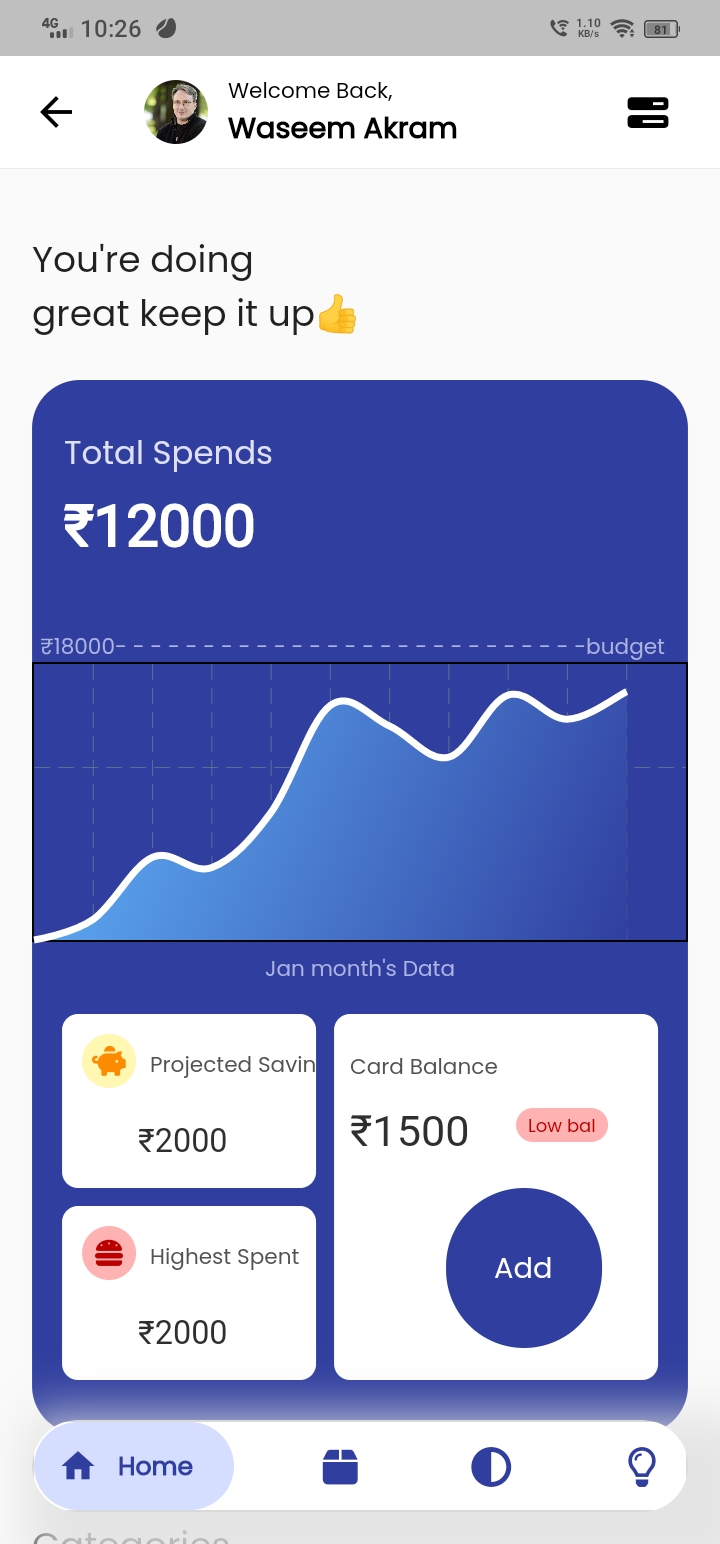 4G 10:26 1.10 KB/s 81
Welcome Back,
Waseem Akram
You're doing
great keep it up👍
Total Spends
₹12000
₹18000- - - - - - - - - - - - - - - - - - - - - - - - - - - - -budget
Jan month's Data
Projected Savin
₹2000
Highest Spent
₹2000
Card Balance
₹1500 Low bal
Add
Home
Categories